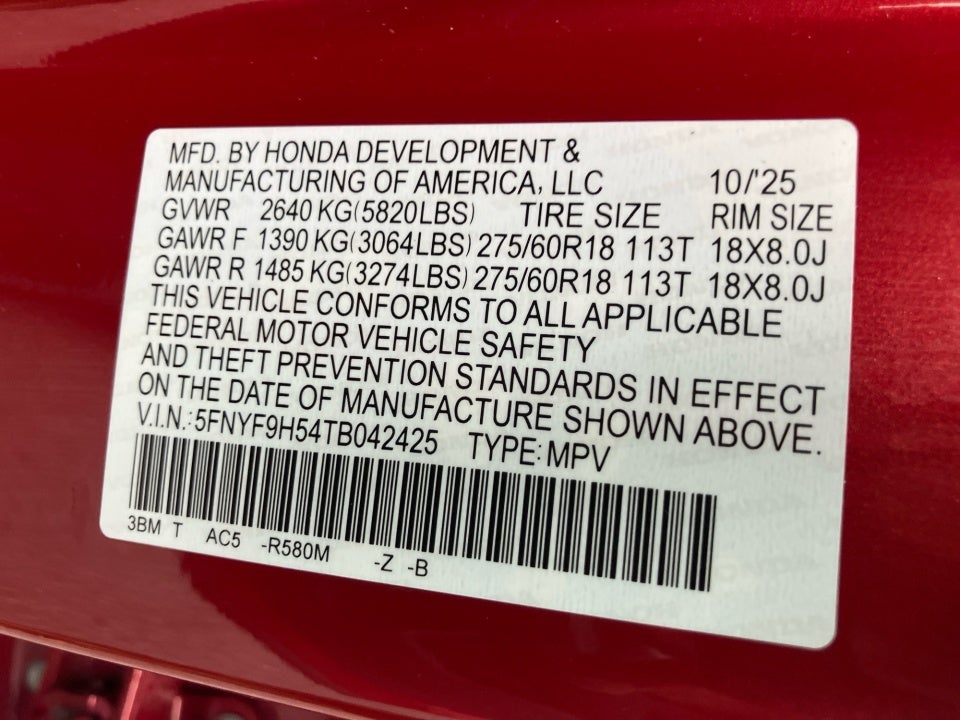 MFD. BY HONDA DEVELOPMENT &
MANUFACTURING OF AMERICA, LLC 10/'25
GVWR 2640 KG(5820LBS) TIRE SIZE RIM SIZE
GAWR F 1390 KG(3064LBS) 275/60R18 113T 18X8.0J
GAWR R 1485 KG(3274LBS) 275/60R18 113T 18X8.0J
THIS VEHICLE CONFORMS TO ALL APPLICABLE
FEDERAL MOTOR VEHICLE SAFETY
AND THEFT PREVENTION STANDARDS IN EFFECT
ON THE DATE OF MANUFACTURE SHOWN ABOVE.
V.I.N.: 5FNYF9H54TB042425 TYPE: MPV
3BM T AC5 -R580M -Z -B